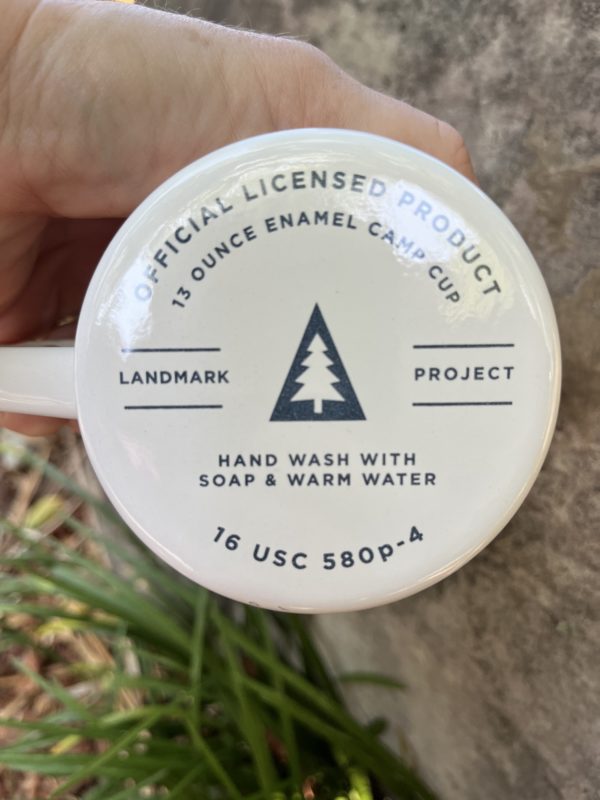 OFFICIAL LICENSED PRODUCT
13 OUNCE ENAMEL CAMP CUP
LANDMARK PROJECT
HAND WASH WITH
SOAP & WARM WATER
16 USC 580p-4